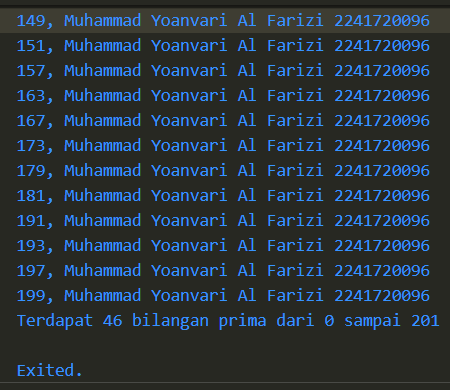 149, Muhammad Yoanvari Al Farizi 2241720096
151, Muhammad Yoanvari Al Farizi 2241720096
157, Muhammad Yoanvari Al Farizi 2241720096
163, Muhammad Yoanvari Al Farizi 2241720096
167, Muhammad Yoanvari Al Farizi 2241720096
173, Muhammad Yoanvari Al Farizi 2241720096
179, Muhammad Yoanvari Al Farizi 2241720096
181, Muhammad Yoanvari Al Farizi 2241720096
191, Muhammad Yoanvari Al Farizi 2241720096
193, Muhammad Yoanvari Al Farizi 2241720096
197, Muhammad Yoanvari Al Farizi 2241720096
199, Muhammad Yoanvari Al Farizi 2241720096
Terdapat 46 bilangan prima dari 0 sampai 201
Exited.